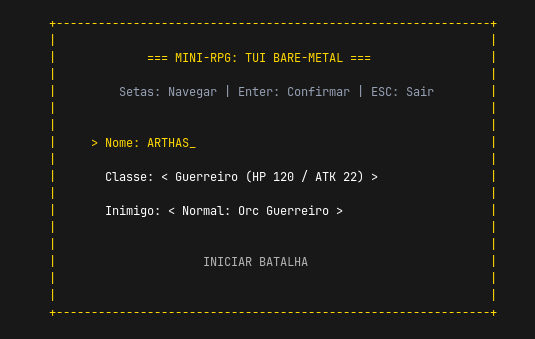 === MINI-RPG: TUI BARE-METAL ===
Setas: Navegar | Enter: Confirmar | ESC: Sair
> Nome: ARTHAS_
Classe: < Guerreiro (HP 120 / ATK 22) >
Inimigo: < Normal: Orc Guerreiro >
INICIAR BATALHA